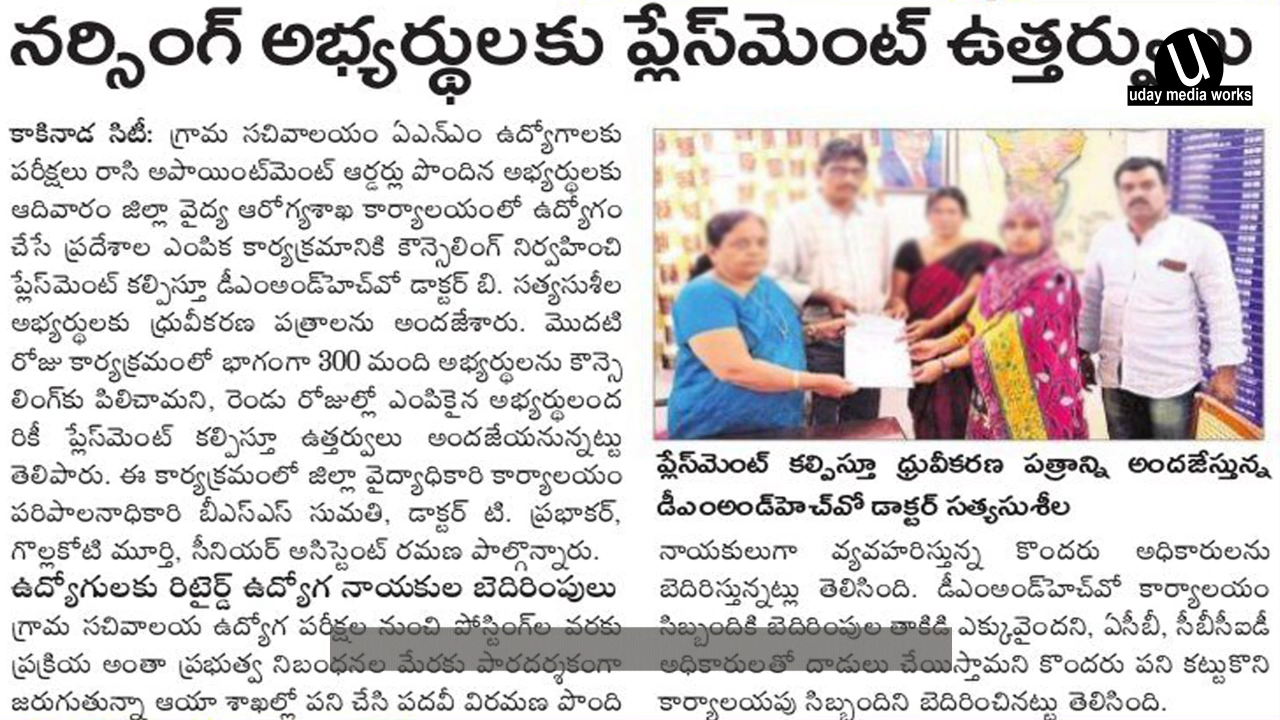 నర్సింగ్ అభ్యర్థులకు ప్లేస్‌మెంట్ ఉత్తర్వులు
uday media works
కాకినాడ సిటీ: గ్రామ సచివాలయం ఏఎన్ఎం ఉద్యోగాలకు
పరీక్షలు రాసి అపాయింట్‌మెంట్ ఆర్డర్లు పొందిన అభ్యర్థులకు
ఆదివారం జిల్లా వైద్య ఆరోగ్యశాఖ కార్యాలయంలో ఉద్యోగం
చేసే ప్రదేశాల ఎంపిక కార్యక్రమానికి కౌన్సెలింగ్ నిర్వహించి
ప్లేస్‌మెంట్ కల్పిస్తూ డీఎంఅండ్‌హెచ్‌వో డాక్టర్ బి. సత్యసుశీల
అభ్యర్థులకు ధ్రువీకరణ పత్రాలను అందజేశారు. మొదటి
రోజు కార్యక్రమంలో భాగంగా 300 మంది అభ్యర్థులను కౌన్సె
లింగ్‌కు పిలిచామని, రెండు రోజుల్లో ఎంపికైన అభ్యర్థులంద
రికీ ప్లేస్‌మెంట్ కల్పిస్తూ ఉత్తర్వులు అందజేయనున్నట్టు
తెలిపారు. ఈ కార్యక్రమంలో జిల్లా వైద్యాధికారి కార్యాలయం
పరిపాలనాధికారి బీఎస్ఎస్ సుమతి, డాక్టర్ టి. ప్రభాకర్,
గొల్లకోటి మూర్తి, సీనియర్ అసిస్టెంట్ రమణ పాల్గొన్నారు.
ఉద్యోగులకు రిటైర్డ్ ఉద్యోగ నాయకుల బెదిరింపులు
గ్రామ సచివాలయ ఉద్యోగ పరీక్షల నుంచి పోస్టింగ్‌ల వరకు
ప్రక్రియ అంతా ప్రభుత్వ నిబంధనల మేరకు పారదర్శకంగా
జరుగుతున్నా ఆయా శాఖల్లో పని చేసి పదవీ విరమణ పొంది
ప్లేస్‌మెంట్ కల్పిస్తూ ధ్రువీకరణ పత్రాన్ని అందజేస్తున్న
డీఎంఅండ్‌హెచ్‌వో డాక్టర్ సత్యసుశీల
నాయకులుగా వ్యవహరిస్తున్న కొందరు అధికారులను
బెదిరిస్తున్నట్లు తెలిసింది. డీఎంఅండ్‌హెచ్‌వో కార్యాలయం
సిబ్బందికి బెదిరింపుల తాకిడి ఎక్కువైందని, ఏసీబీ, సీబీసీఐడీ
అధికారులతో దాడులు చేయిస్తామని కొందరు పని కట్టుకొని
కార్యాలయపు సిబ్బందిని బెదిరించినట్టు తెలిసింది.